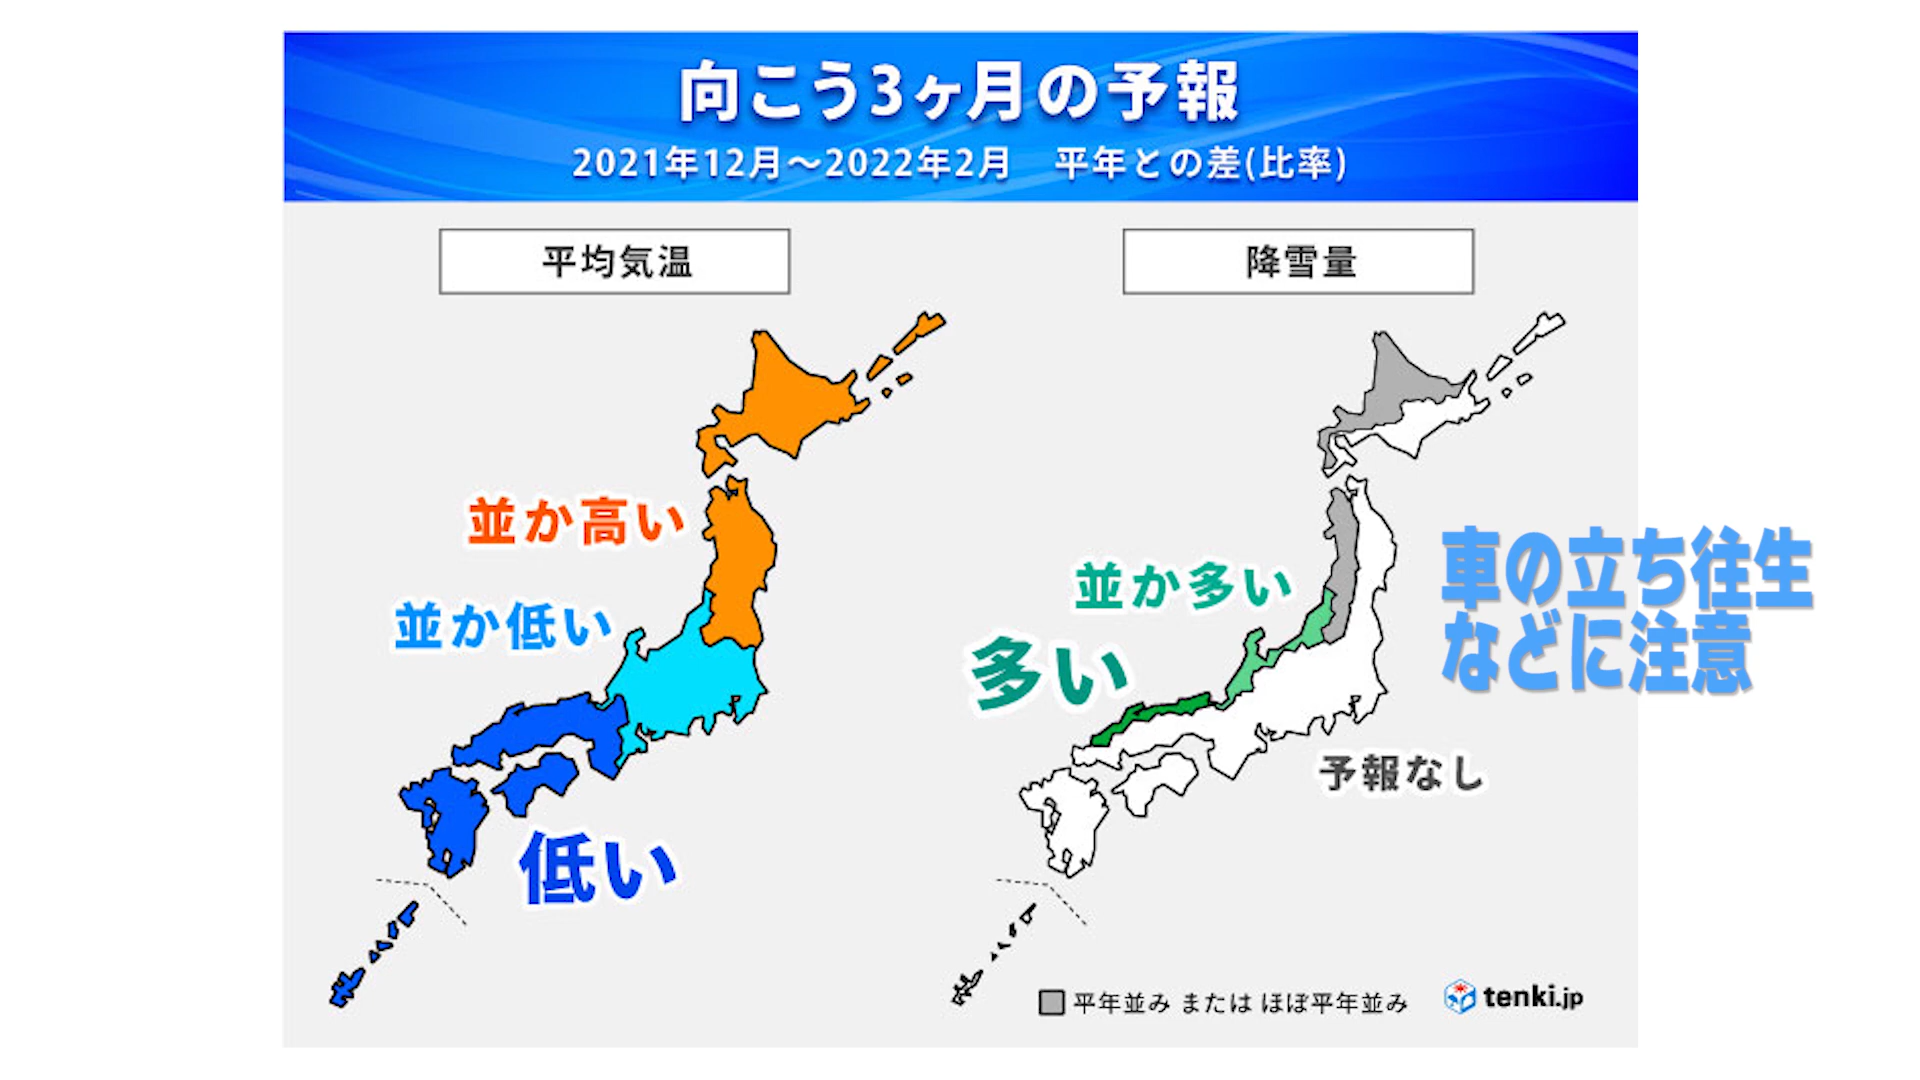 向こう3ヶ月の予報
2021年12月～2022年2月　平年との差(比率)
平均気温
降雪量
並か高い
並か低い
低い
並か多い
多い
予報なし
車の立ち往生
などに注意
平年並み または ほぼ平年並み
tenki.jp